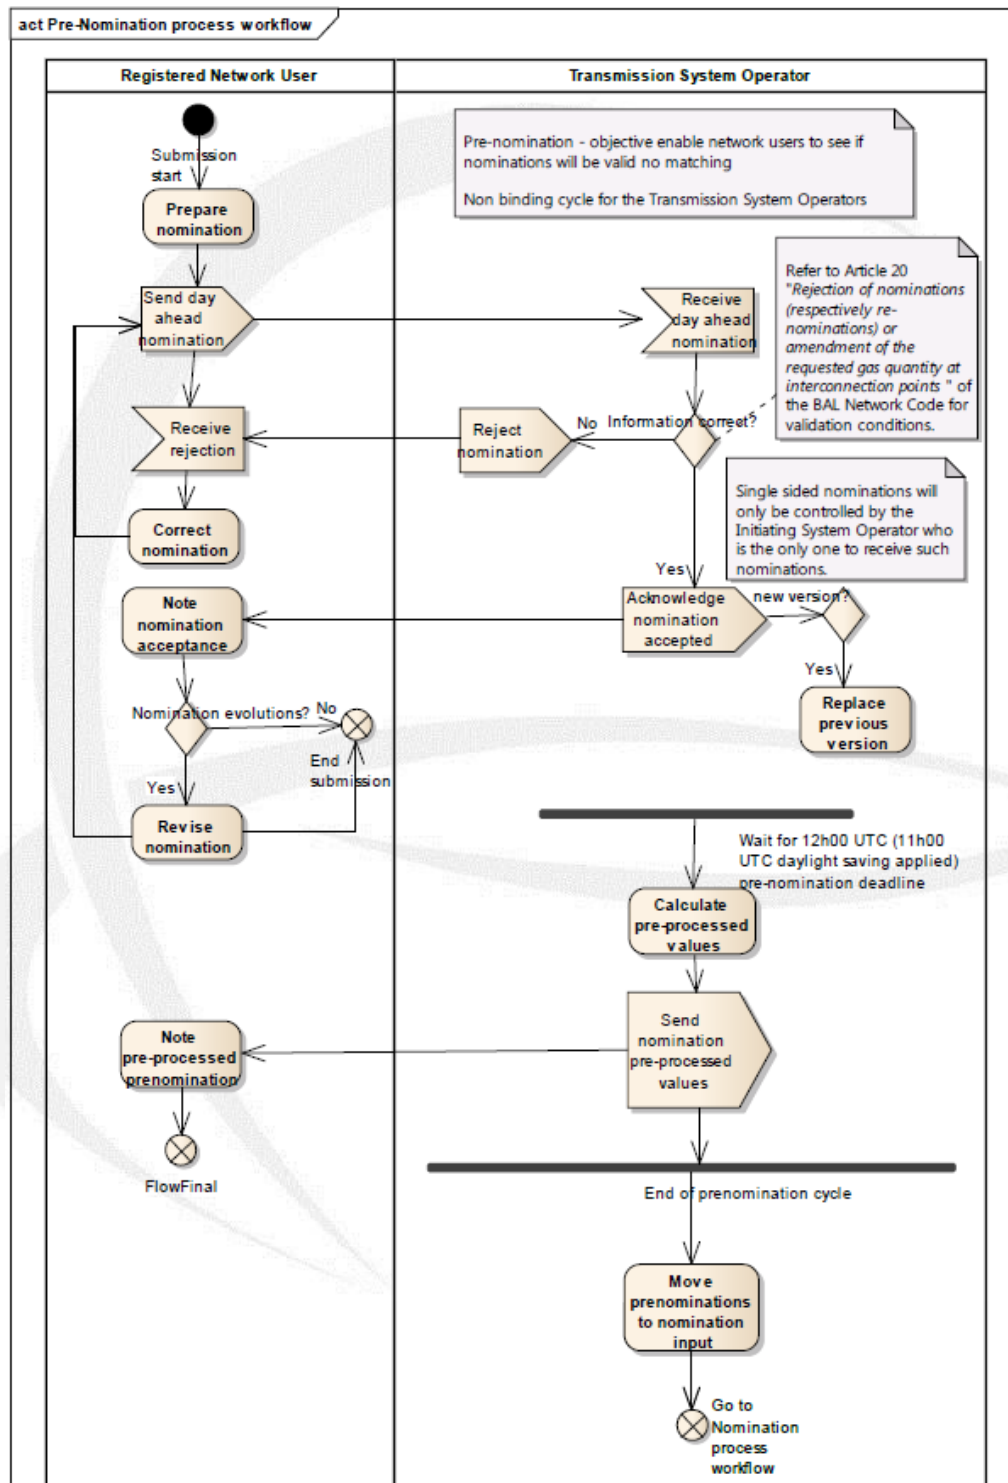 act Pre-Nomination process workflow
Registered Network User
Transmission System Operator
Submission
start
Pre-nomination - objective enable network users to see if
nominations will be valid no matching
Non binding cycle for the Transmission System Operators
Prepare
nomination
Refer to Article 20
"Rejection of nominations
(respectively re-
nominations) or
amendment of the
requested gas quantity at
interconnection points " of
the BAL Network Code for
validation conditions.
Send day
ahead
nomination
Receive
day ahead
nomination
Receive
rejection
Reject
nomination
No
Information correct?
Single sided nominations will
only be controlled by the
Initiating System Operator who
is the only one to receive such
nominations.
Correct
nomination
Yes
Note
nomination
acceptance
Acknowledge
nomination
accepted
new version?
Yes
Replace
previous
version
Nomination evolutions?
No
End
submission
Yes
Revise
nomination
Wait for 12h00 UTC (11h00
UTC daylight saving applied)
pre-nomination deadline
Calculate
pre-processed
values
Send
nomination
pre-processed
values
Note
pre-processed
prenomination
FlowFinal
End of prenomination cycle
Move
prenominations
to nomination
input
Go to
Nomination
process
workflow